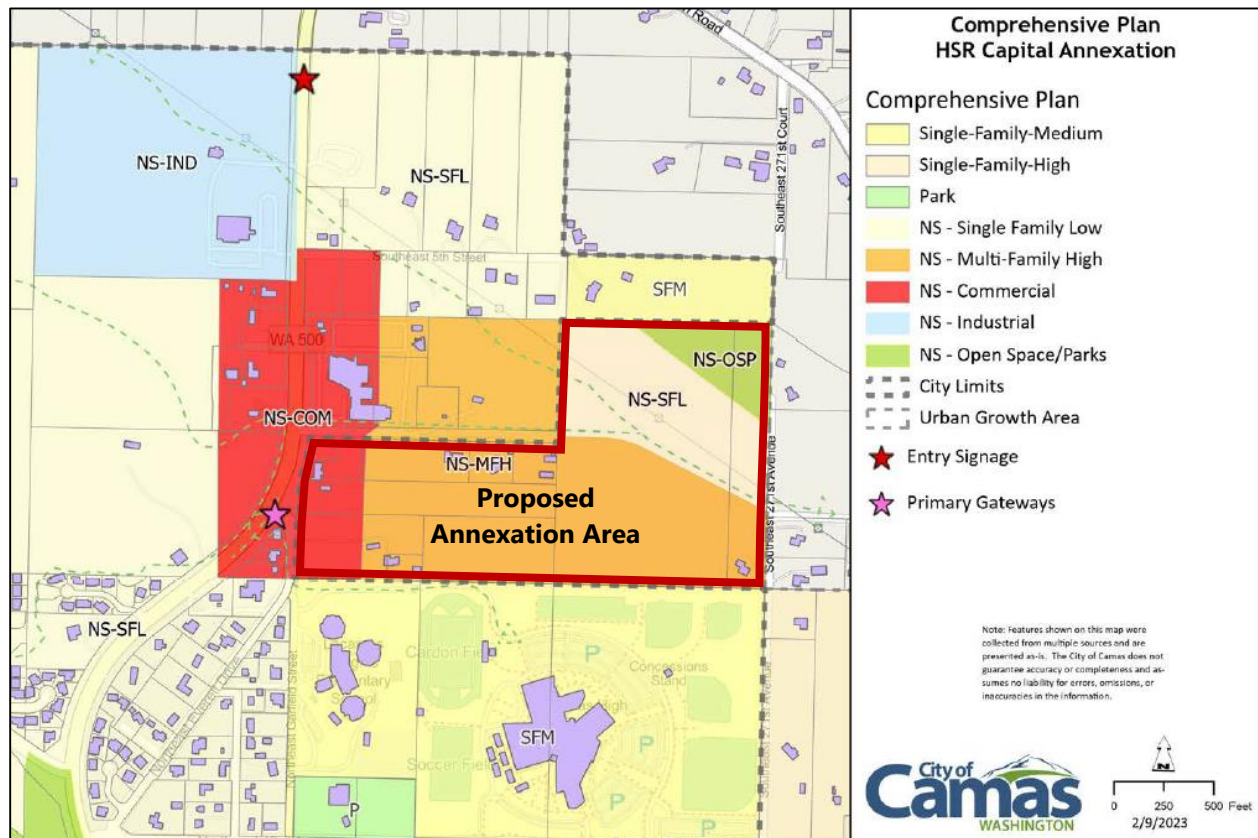 Road
Southeast 271st Court
NS-IND
NS-SFL
Southeast 5th Street
SFM
WA 500
NS-OSP
NS-SFL
NS-COM
NS-MFH
Proposed
Annexation Area
Southeast 271st Avenue
NS-SFL
Cardon Field
Concessions
Stand
P
P
P
SFM
Soccer Field
P
Northeast Garfield Street
Comprehensive Plan
HSR Capital Annexation
Comprehensive Plan
Single-Family-Medium
Single-Family-High
Park
NS - Single Family Low
NS - Multi-Family High
NS - Commercial
NS - Industrial
NS - Open Space/Parks
City Limits
Urban Growth Area
Entry Signage
Primary Gateways
Note: Features shown on this map were
collected from multiple sources and are
presented as-is. The City of Camas does not
guarantee accuracy or completeness and as-
sumes no liability for errors, omissions, or
inaccuracies in the information.
City of
Camas
WASHINGTON
N
0 250 500 Feet
2/9/2023